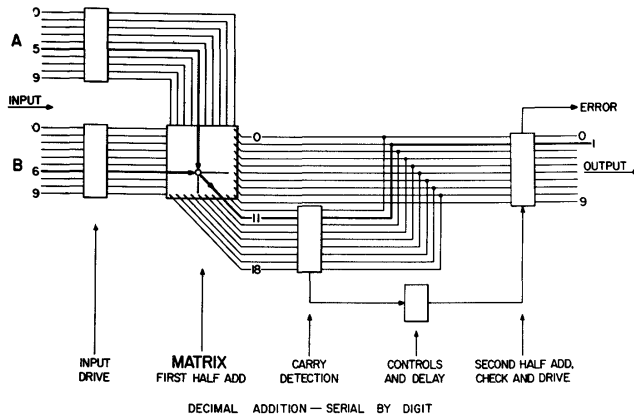 0
A
5
9
INPUT
0
B
6
9
0
11
18
ERROR
0
1
OUTPUT
9
INPUT
DRIVE
MATRIX
FIRST HALF ADD
CARRY
DETECTION
CONTROLS
AND DELAY
SECOND HALF ADD,
CHECK AND DRIVE
DECIMAL ADDITION — SERIAL BY DIGIT